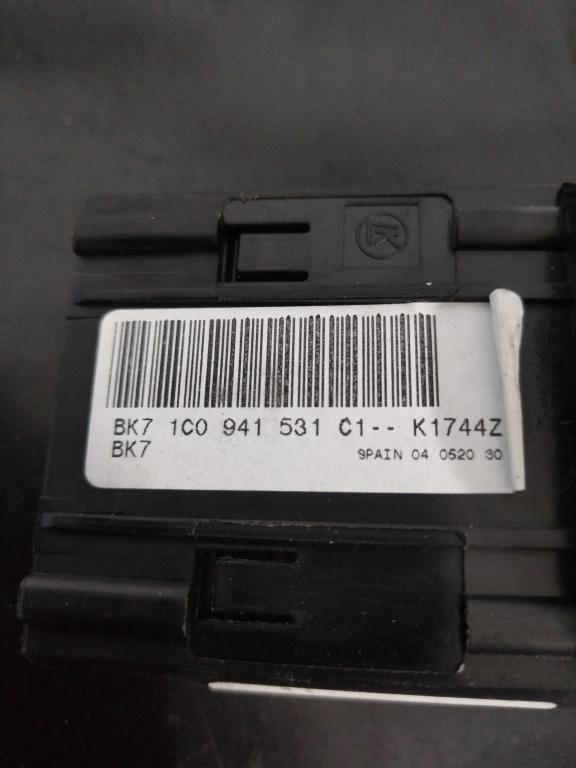 BK7 1C0 941 531 C1-- K1744Z
BK7
SPAIN 04 0520 30